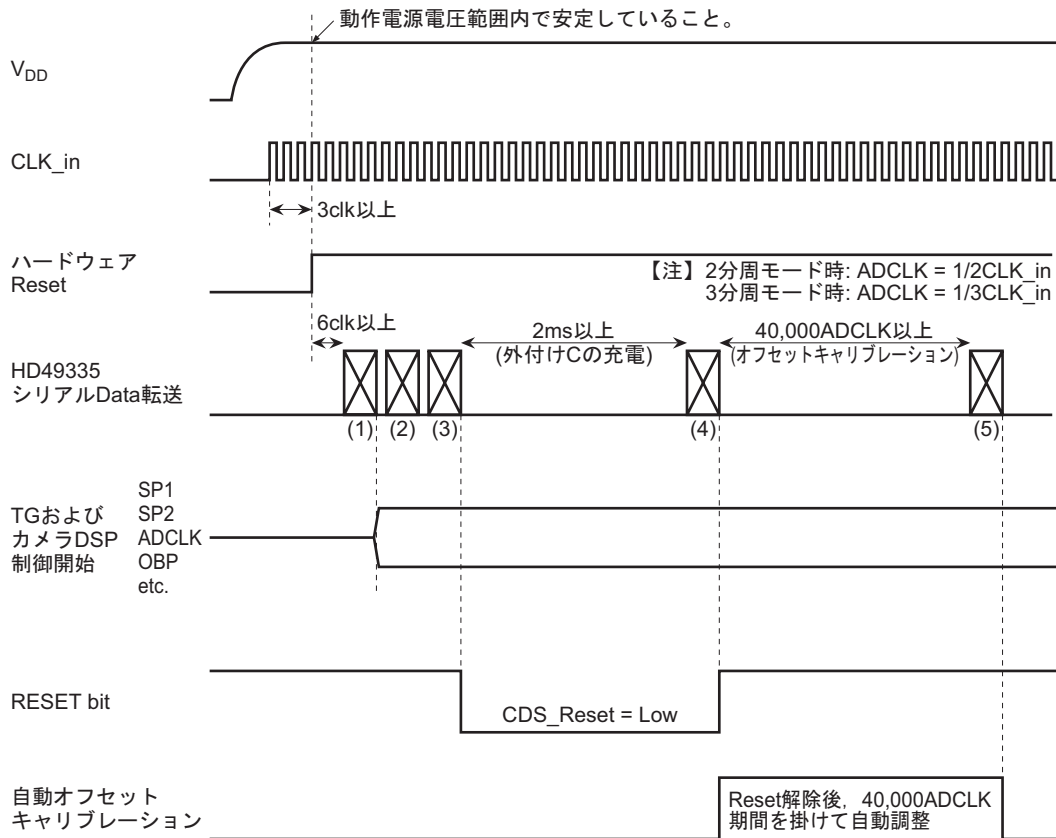 動作電源電圧範囲内で安定していること。
VDD
CLK_in
3clk以上
ハードウェア
Reset
【注】2分周モード時: ADCLK = 1/2CLK_in
3分周モード時: ADCLK = 1/3CLK_in
6clk以上
2ms以上
(外付けCの充電)
40,000ADCLK以上
(オフセットキャリブレーション)
HD49335
シリアルData転送
(1)
(2)
(3)
(4)
(5)
TGおよび
カメラDSP
制御開始
SP1
SP2
ADCLK
OBP
etc.
RESET bit
CDS_Reset = Low
自動オフセット
キャリブレーション
Reset解除後, 40,000ADCLK
期間を掛けて自動調整